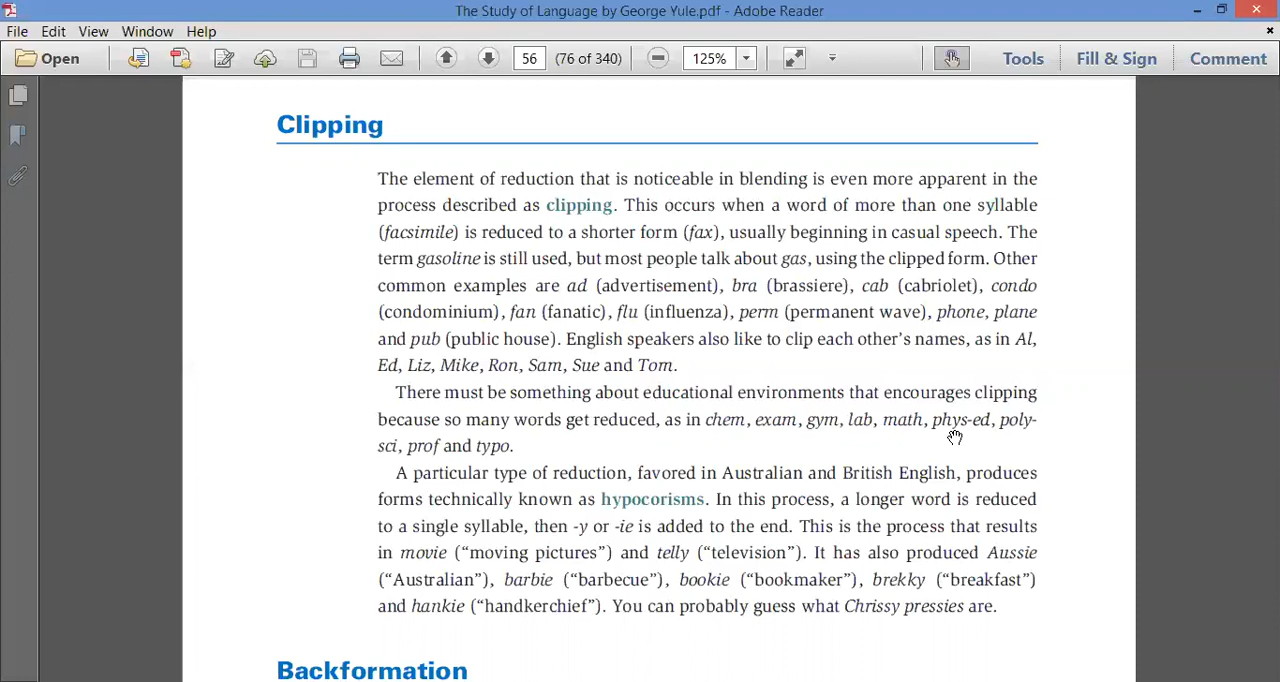 The Study of Language by George Yule.pdf - Adobe Reader
File Edit View Window Help
Open 56 (76 of 340) 125% Tools Fill & Sign Comment
Clipping
The element of reduction that is noticeable in blending is even more apparent in the
process described as clipping. This occurs when a word of more than one syllable
(facsimile) is reduced to a shorter form (fax), usually beginning in casual speech. The
term gasoline is still used, but most people talk about gas, using the clipped form. Other
common examples are ad (advertisement), bra (brassiere), cab (cabriolet), condo
(condominium), fan (fanatic), flu (influenza), perm (permanent wave), phone, plane
and pub (public house). English speakers also like to clip each other’s names, as in Al,
Ed, Liz, Mike, Ron, Sam, Sue and Tom.
There must be something about educational environments that encourages clipping
because so many words get reduced, as in chem, exam, gym, lab, math, phys-ed, poly-
sci, prof and typo.
A particular type of reduction, favored in Australian and British English, produces
forms technically known as hypocorisms. In this process, a longer word is reduced
to a single syllable, then -y or -ie is added to the end. This is the process that results
in movie (“moving pictures”) and telly (“television”). It has also produced Aussie
(“Australian”), barbie (“barbecue”), bookie (“bookmaker”), brekky (“breakfast”)
and hankie (“handkerchief”). You can probably guess what Chrissy pressies are.
Backformation